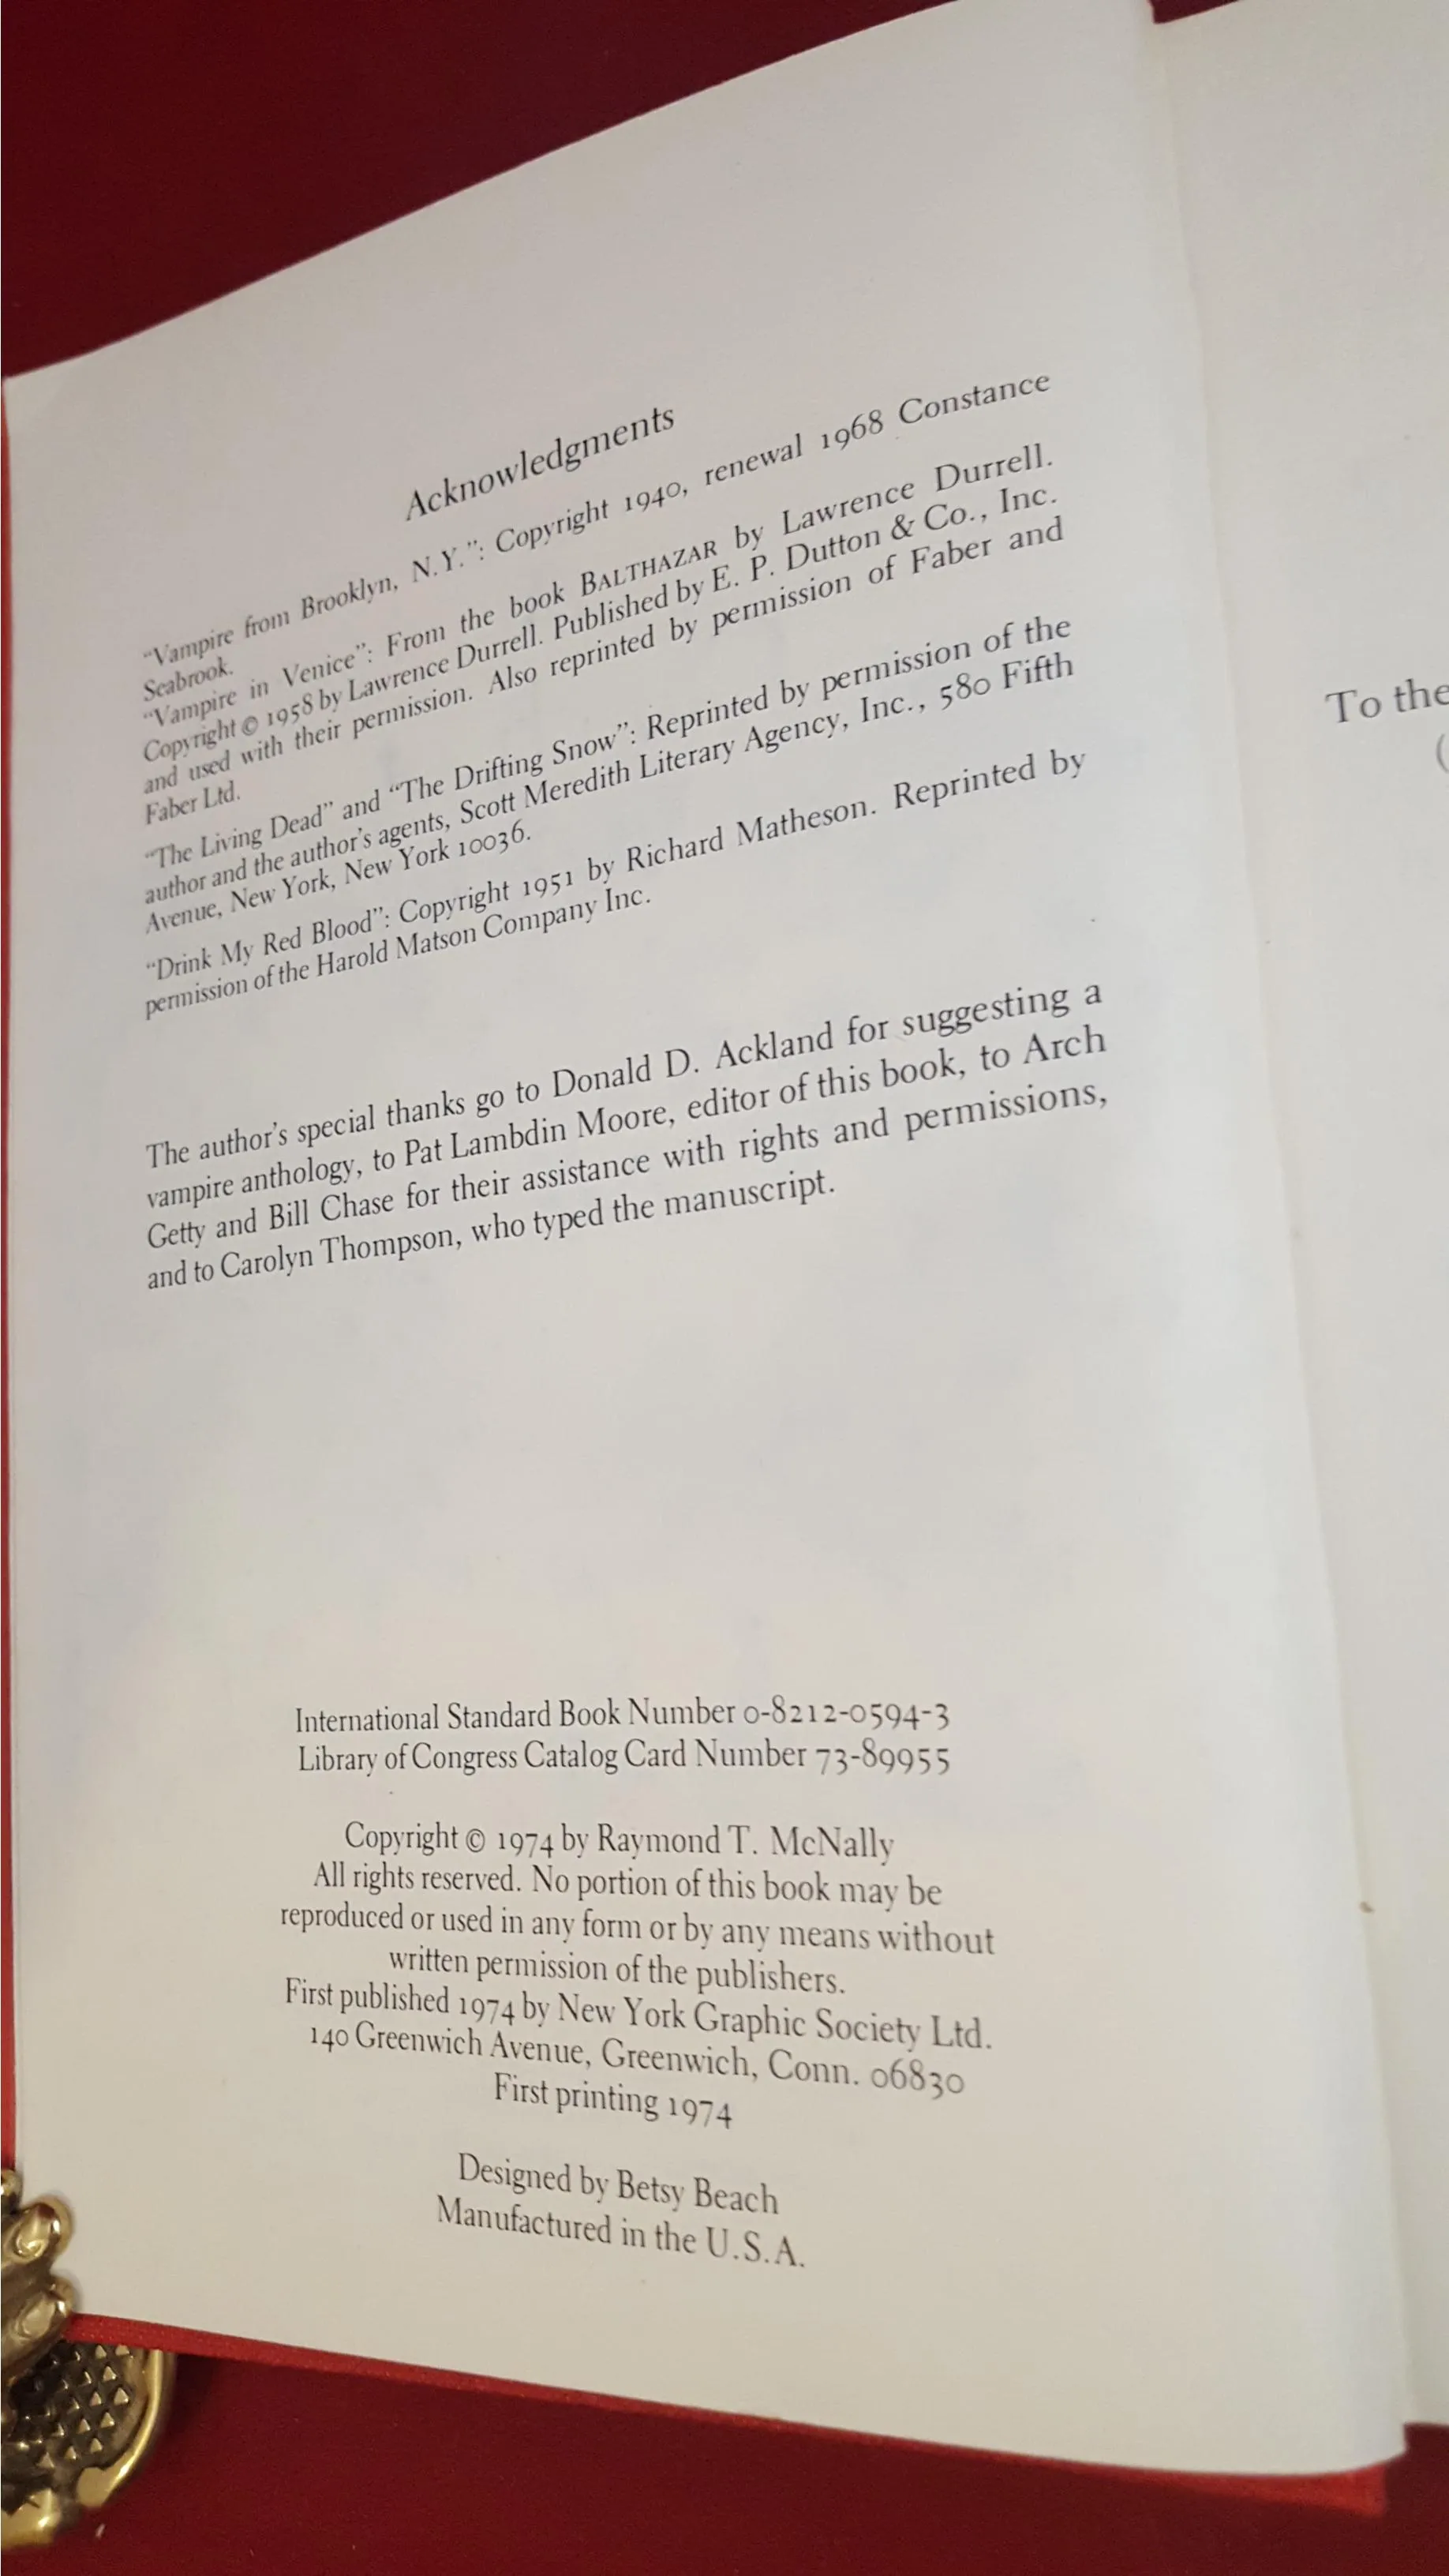 Acknowledgments
“Vampire from Brooklyn, N.Y.”: Copyright 1940, renewal 1968 Constance
Seabrook.
“Vampire in Venice”: From the book BALTHAZAR by Lawrence Durrell.
Copyright © 1958 by Lawrence Durrell. Published by E. P. Dutton & Co., Inc.
and used with their permission. Also reprinted by permission of Faber and
Faber Ltd.
“The Living Dead” and “The Drifting Snow”: Reprinted by permission of the
author and the author’s agents, Scott Meredith Literary Agency, Inc., 580 Fifth
Avenue, New York, New York 10036.
“Drink My Red Blood”: Copyright 1951 by Richard Matheson. Reprinted by
permission of the Harold Matson Company Inc.
The author’s special thanks go to Donald D. Ackland for suggesting a
vampire anthology, to Pat Lambdin Moore, editor of this book, to Arch
Getty and Bill Chase for their assistance with rights and permissions,
and to Carolyn Thompson, who typed the manuscript.
International Standard Book Number 0-8212-0594-3
Library of Congress Catalog Card Number 73-89955
Copyright © 1974 by Raymond T. McNally
All rights reserved. No portion of this book may be
reproduced or used in any form or by any means without
written permission of the publishers.
First published 1974 by New York Graphic Society Ltd.
140 Greenwich Avenue, Greenwich, Conn. 06830
First printing 1974
Designed by Betsy Beach
Manufactured in the U.S.A.
To the
(